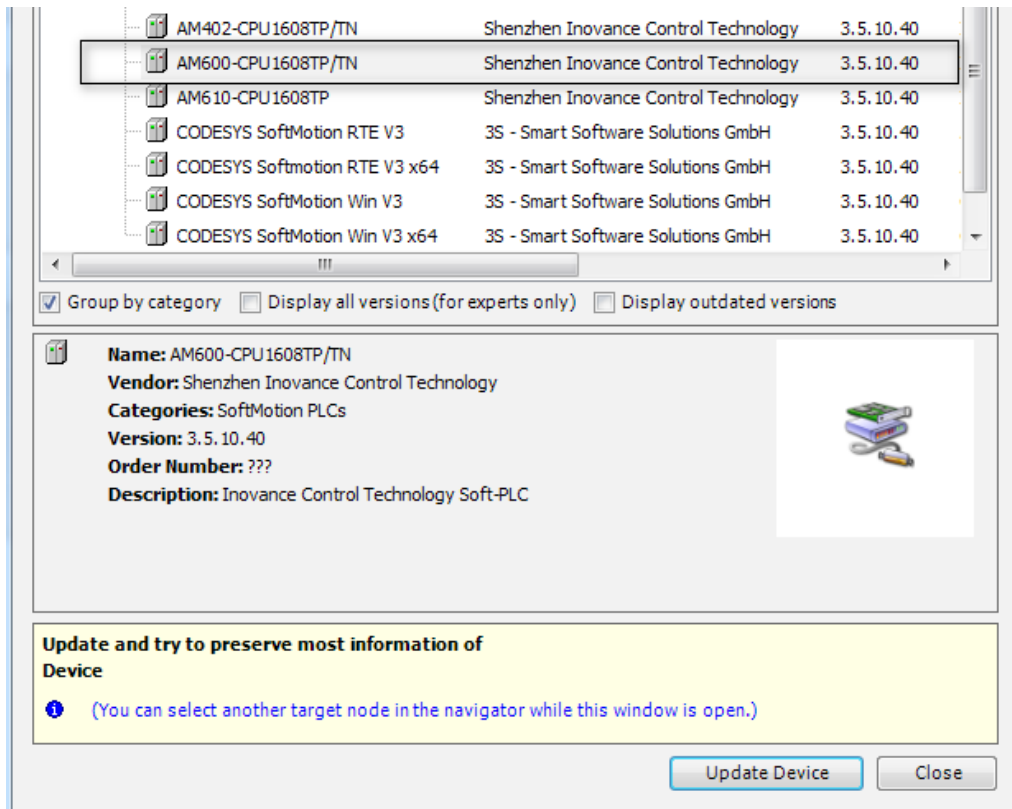 AM402-CPU1608TP/TN Shenzhen Inovance Control Technology 3.5.10.40
AM600-CPU1608TP/TN Shenzhen Inovance Control Technology 3.5.10.40
AM610-CPU1608TP Shenzhen Inovance Control Technology 3.5.10.40
CODESYS SoftMotion RTE V3 3S - Smart Software Solutions GmbH 3.5.10.40
CODESYS Softmotion RTE V3 x64 3S - Smart Software Solutions GmbH 3.5.10.40
CODESYS SoftMotion Win V3 3S - Smart Software Solutions GmbH 3.5.10.40
CODESYS SoftMotion Win V3 x64 3S - Smart Software Solutions GmbH 3.5.10.40
Group by category Display all versions(for experts only) Display outdated versions
Name: AM600-CPU1608TP/TN
Vendor: Shenzhen Inovance Control Technology
Categories: SoftMotion PLCs
Version: 3.5.10.40
Order Number: ???
Description: Inovance Control Technology Soft-PLC
Update and try to preserve most information of
Device
(You can select another target node in the navigator while this window is open.)
Update Device Close